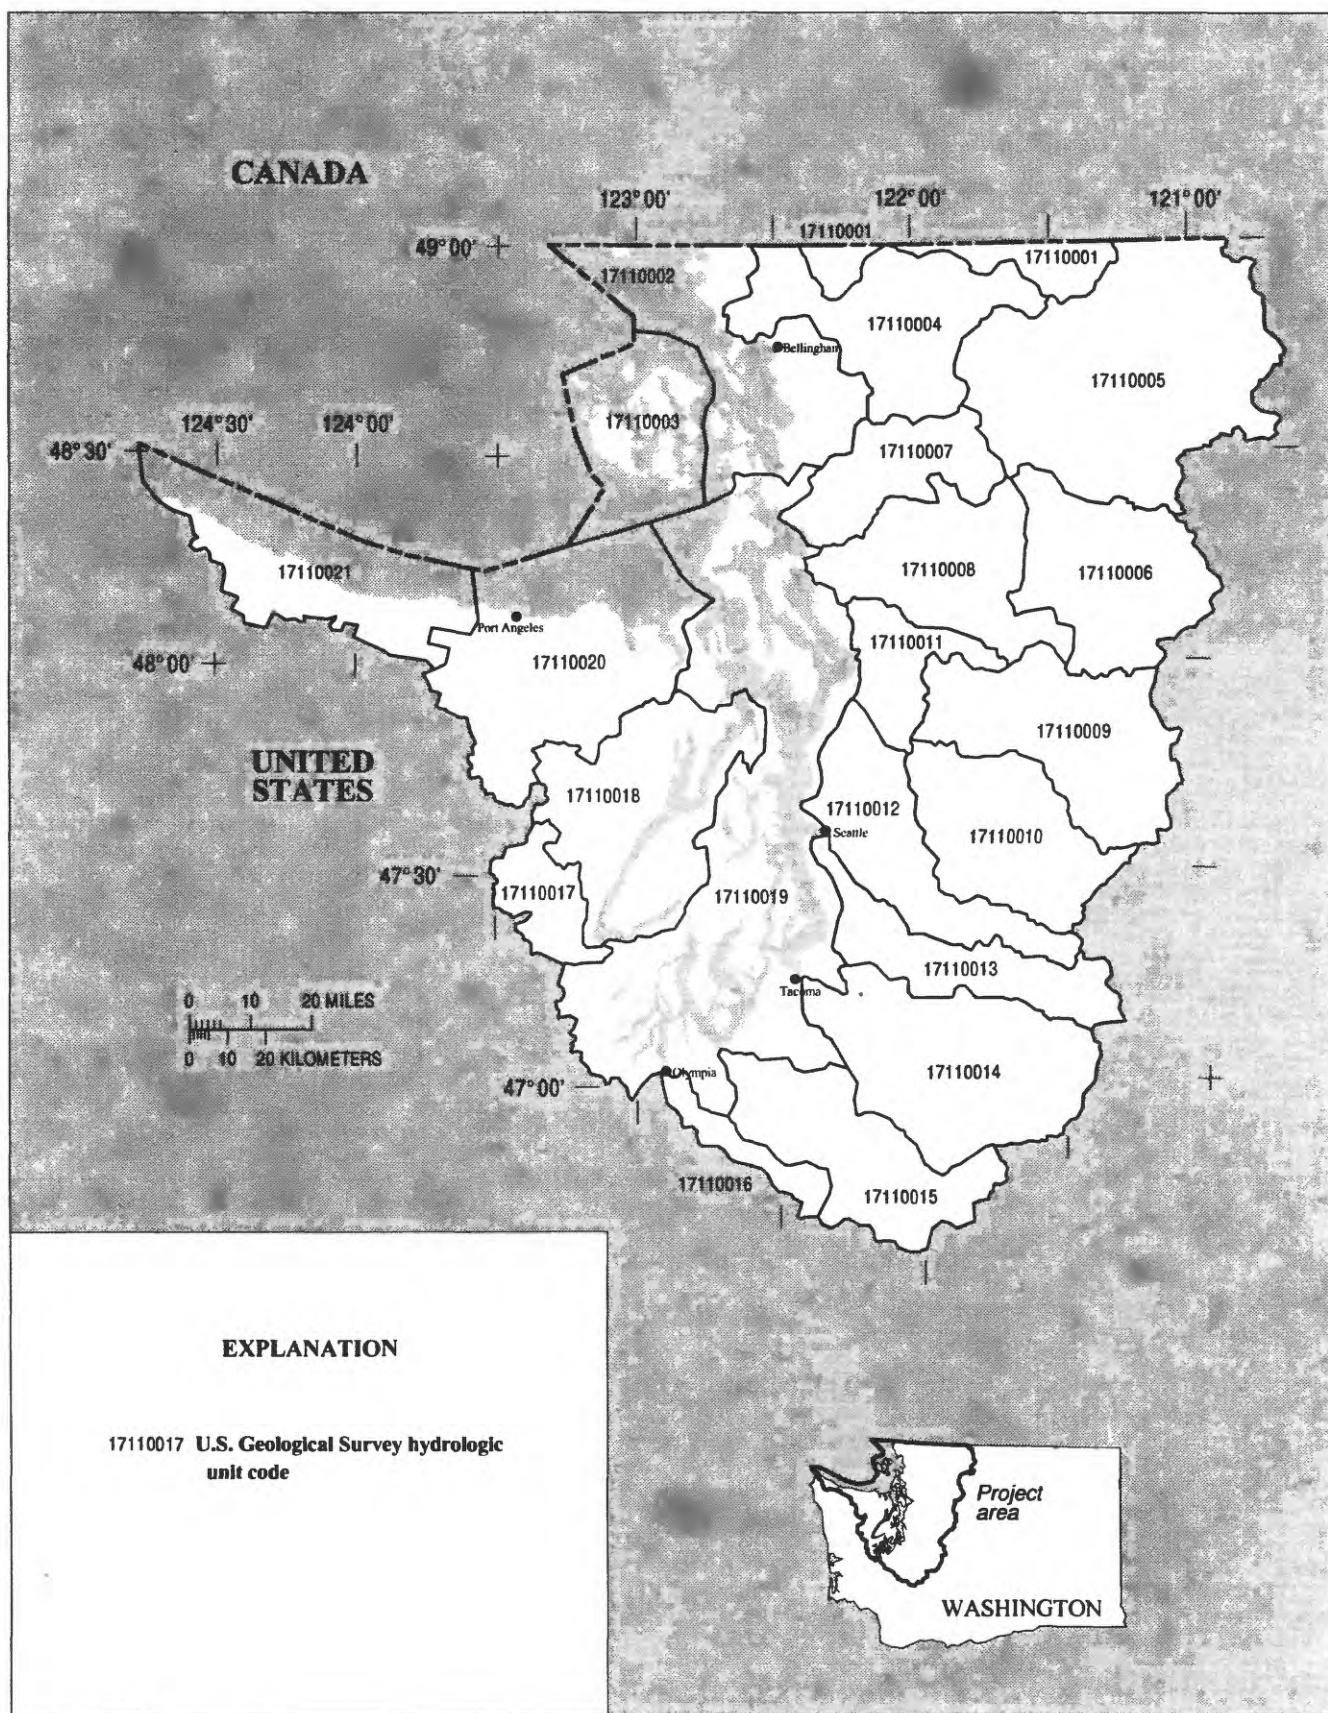 CANADA
123°00'
122°00'
121°00'
17110001
49°00'
17110001
17110002
17110004
Bellingham
17110005
17110003
124°30'
124°00'
48°30'
17110007
17110021
17110008
17110006
Port Angeles
17110011
48°00'
17110020
17110009
UNITED
STATES
17110018
17110012
Seattle
17110010
47°30'
17110017
17110019
17110013
Tacoma
0 10 20 MILES
0 10 20 KILOMETERS
Olympia
17110014
47°00'
17110016
17110015
EXPLANATION
17110017 U.S. Geological Survey hydrologic
unit code
Project
area
WASHINGTON